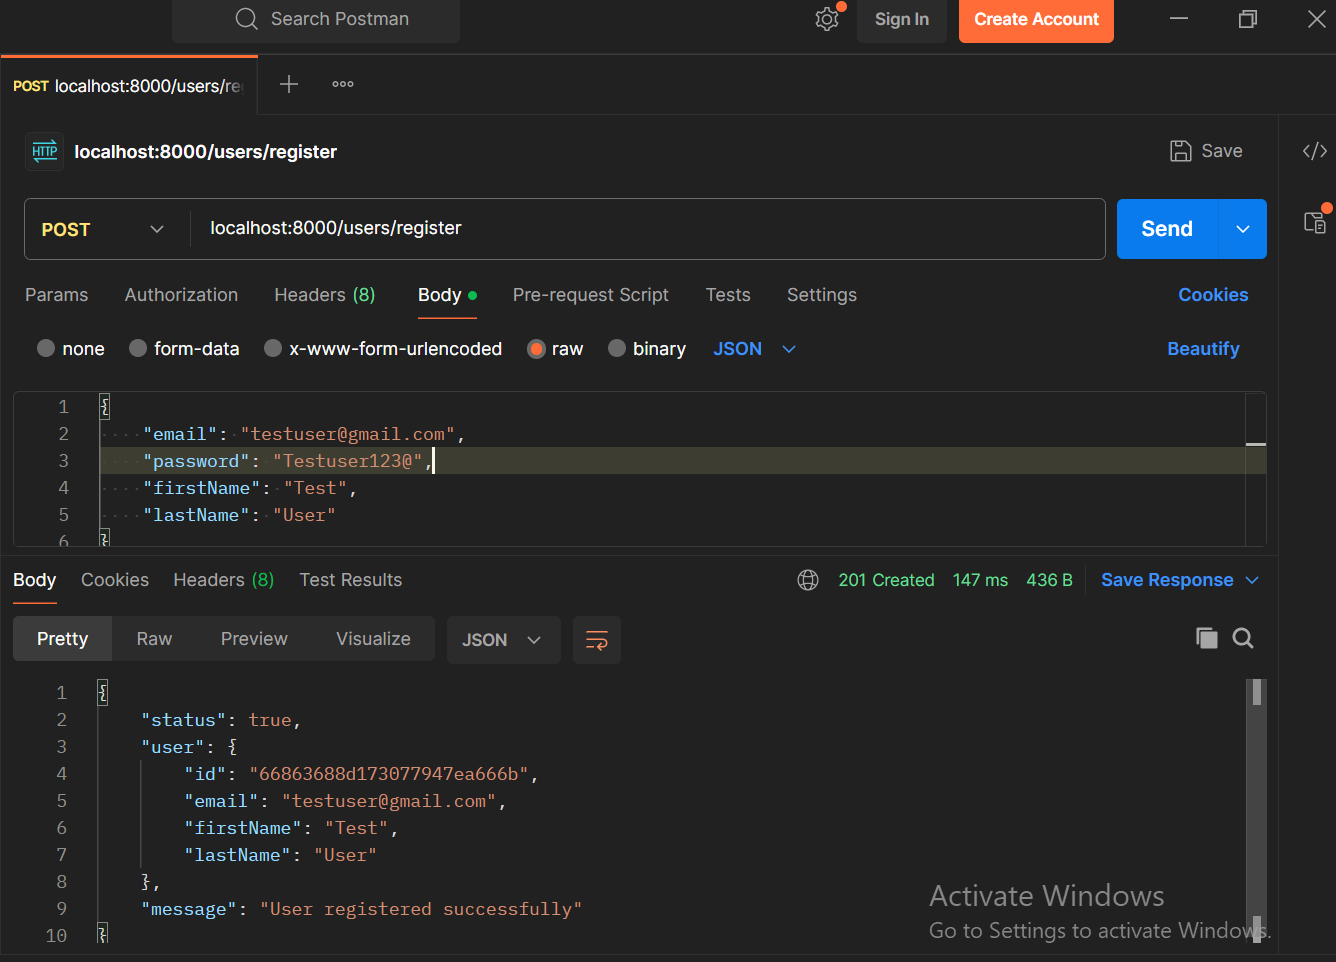 Search Postman
Sign In
Create Account
POST localhost:8000/users/re
HTTP localhost:8000/users/register
Save
POST localhost:8000/users/register
Send
Params Authorization Headers (8) Body Pre-request Script Tests Settings Cookies
none form-data x-www-form-urlencoded raw binary JSON Beautify
1 {
2 "email": "testuser@gmail.com",
3 "password": "Testuser123@",
4 "firstName": "Test",
5 "lastName": "User"
6 }
Body Cookies Headers (8) Test Results 201 Created 147 ms 436 B Save Response
Pretty Raw Preview Visualize JSON
1 {
2 "status": true,
3 "user": {
4 "id": "66863688d173077947ea666b",
5 "email": "testuser@gmail.com",
6 "firstName": "Test",
7 "lastName": "User"
8 },
9 "message": "User registered successfully"
10 }
Activate Windows
Go to Settings to activate Windows.